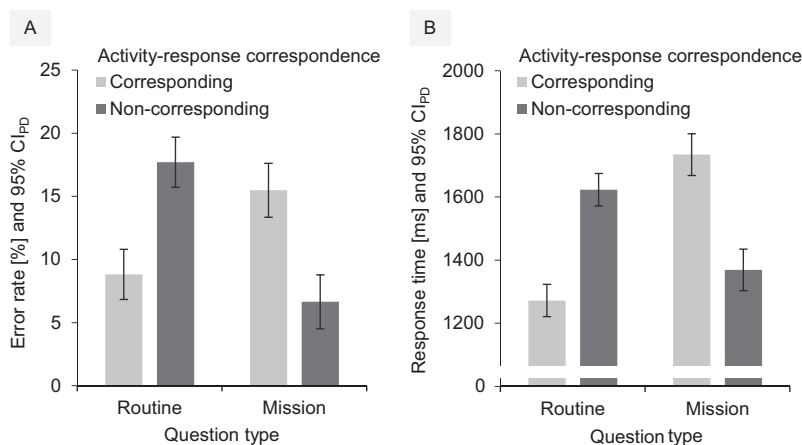 A
Activity-response correspondence
Corresponding
Non-corresponding
Error rate [%] and 95% CI_PD
25
20
15
10
5
0
Routine
Mission
Question type
B
Activity-response correspondence
Corresponding
Non-corresponding
Response time [ms] and 95% CI_PD
2000
1800
1600
1400
1200
0
Routine
Mission
Question type